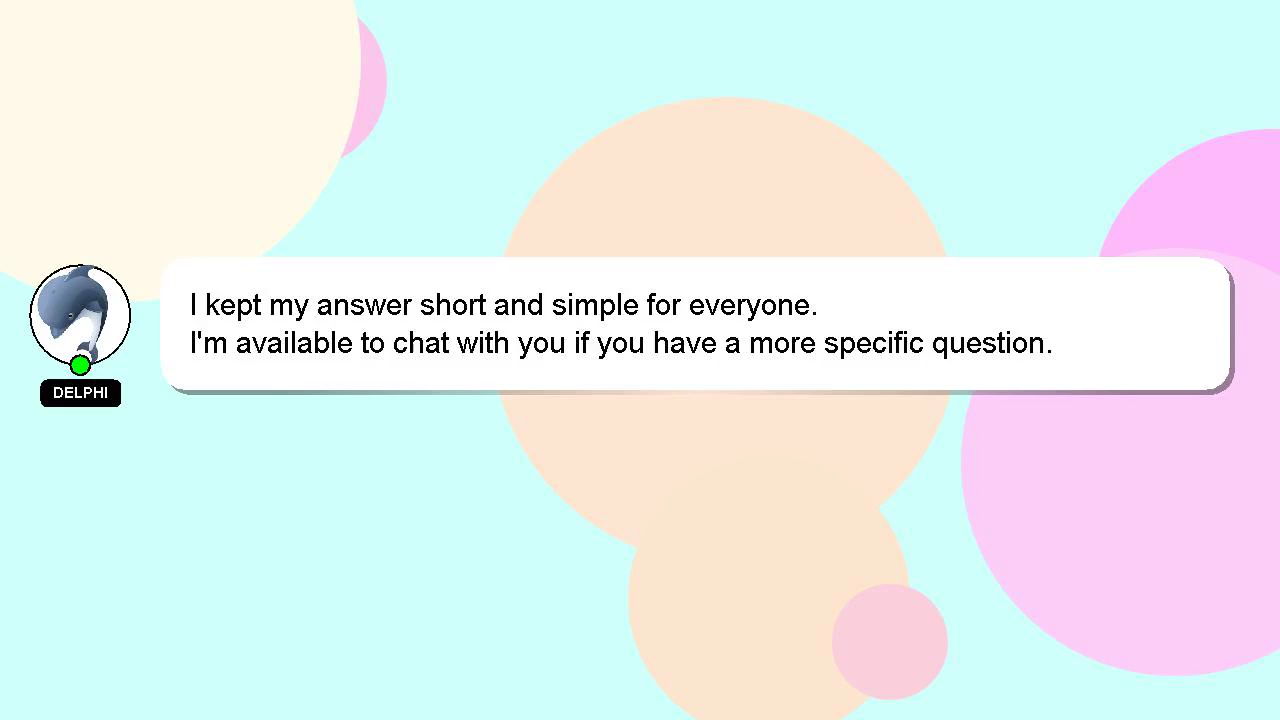 I kept my answer short and simple for everyone.
I'm available to chat with you if you have a more specific question.
DELPHI